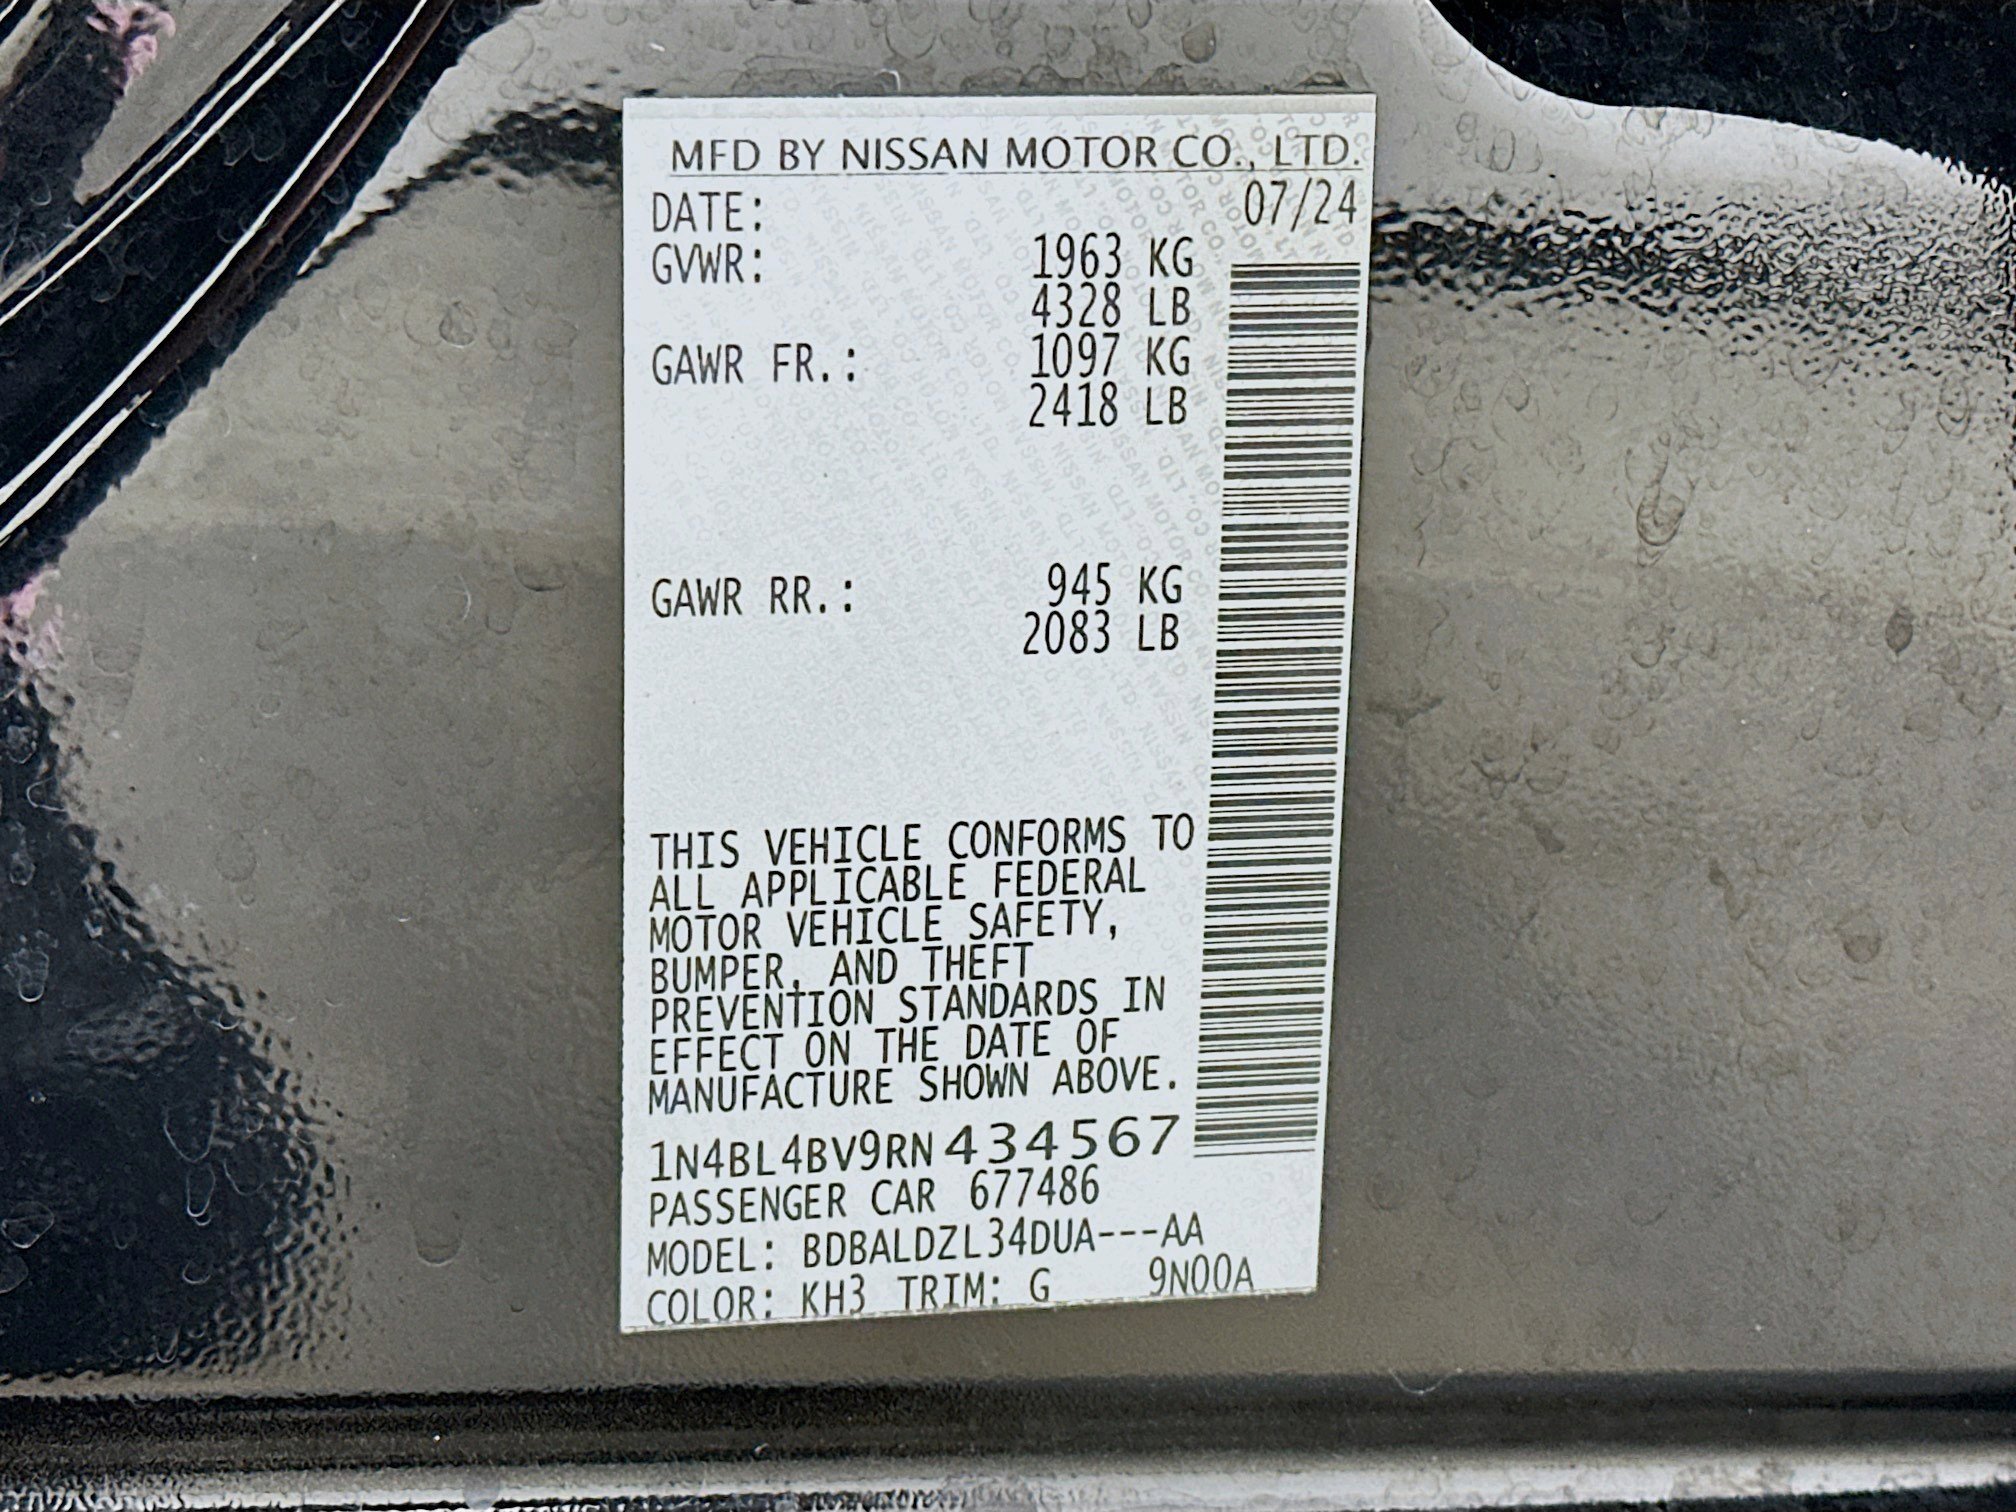 MFD BY NISSAN MOTOR CO., LTD.
DATE: 07/24
GVWR: 1963 KG
4328 LB
GAWR FR.: 1097 KG
2418 LB
GAWR RR.: 945 KG
2083 LB
THIS VEHICLE CONFORMS TO
ALL APPLICABLE FEDERAL
MOTOR VEHICLE SAFETY,
BUMPER, AND THEFT
PREVENTION STANDARDS IN
EFFECT ON THE DATE OF
MANUFACTURE SHOWN ABOVE.
1N4BL4BV9RN434567
PASSENGER CAR 677486
MODEL: BDBALDZL34DUA---AA
COLOR: KH3 TRIM: G 9N00A